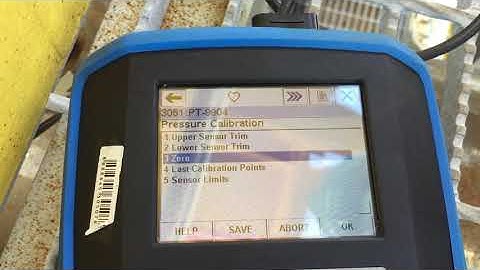 3051 PT-9904
Pressure Calibration
1 Upper Sensor Trim
2 Lower Sensor Trim
3 Zero
4 Last Calibration Points
5 Sensor Limits
HELP SAVE ABORT OK